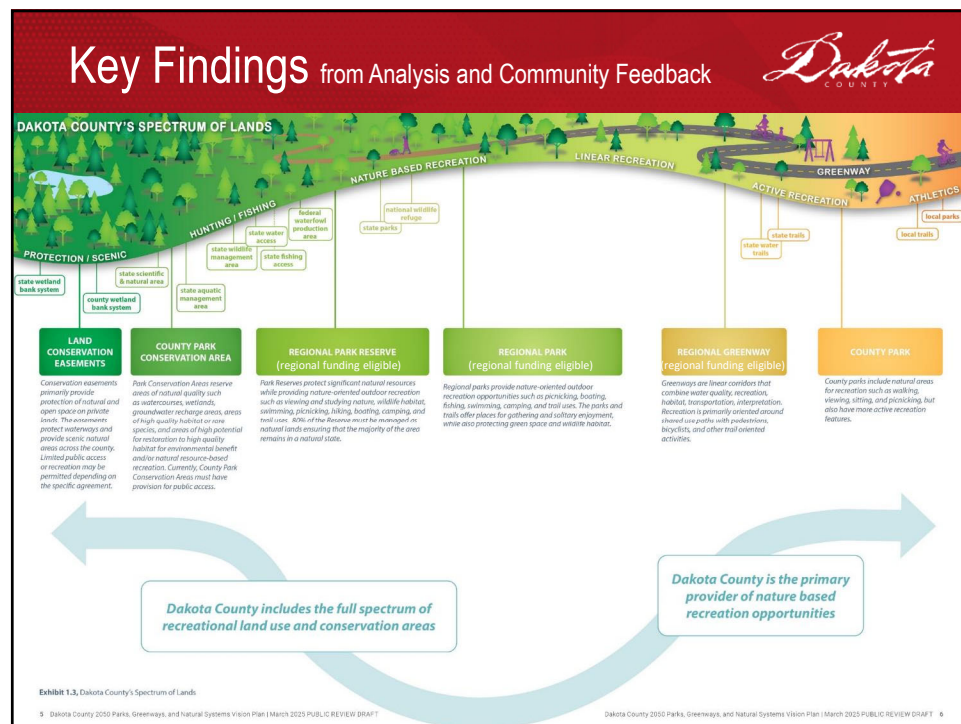 Key Findings from Analysis and Community Feedback
Dakota
COUNTY
DAKOTA COUNTY'S SPECTRUM OF LANDS
PROTECTION / SCENIC
HUNTING / FISHING
NATURE BASED RECREATION
LINEAR RECREATION
GREENWAY
ACTIVE RECREATION
ATHLETICS
state wetland
bank system
county wetland
bank system
state scientific
& natural area
state aquatic
management
area
state wildlife
management
area
state water
access
state fishing
access
federal
waterfowl
production
area
state parks
national wildlife
refuge
state water
trails
state trails
local trails
local parks
LAND
CONSERVATION
EASEMENTS
Conservation easements
primarily provide
protection of natural and
open space on private
lands. The easements
protect waterways and
provide scenic natural
areas across the county.
Limited public access
or recreation may be
permitted depending on
the specific agreement.
COUNTY PARK
CONSERVATION AREA
Park Conservation Areas reserve
areas of natural quality such
as watercourses, wetlands,
groundwater recharge areas, areas
of high quality habitat or rare
species, and areas of high potential
for restoration to high quality
habitat for environmental benefit
and/or natural resource-based
recreation. Currently, County Park
Conservation Areas must have
provision for public access.
REGIONAL PARK RESERVE
(regional funding eligible)
Park Reserves protect significant natural resources
while providing nature-oriented outdoor recreation
such as viewing and studying nature, wildlife habitat,
swimming, picnicking, hiking, boating, camping, and
trail uses. 80% of the Reserve must be managed as
natural lands ensuring that the majority of the area
remains in a natural state.
REGIONAL PARK
(regional funding eligible)
Regional parks provide nature-oriented outdoor
recreation opportunities such as picnicking, boating,
fishing, swimming, camping, and trail uses. The parks and
trails offer places for gathering and solitary enjoyment,
while also protecting green space and wildlife habitat.
REGIONAL GREENWAY
(regional funding eligible)
Greenways are linear corridors that
combine water quality, recreation,
habitat, transportation, interpretation.
Recreation is primarily oriented around
shared use paths with pedestrians,
bicyclists, and other trail oriented
activities.
COUNTY PARK
County parks include natural areas
for recreation such as walking,
viewing, sitting, and picnicking, but
also have more active recreation
features.
Dakota County includes the full spectrum of
recreational land use and conservation areas
Dakota County is the primary
provider of nature based
recreation opportunities
Exhibit 1.3, Dakota County's Spectrum of Lands
5 Dakota County 2050 Parks, Greenways, and Natural Systems Vision Plan | March 2025 PUBLIC REVIEW DRAFT
Dakota County 2050 Parks, Greenways, and Natural Systems Vision Plan | March 2025 PUBLIC REVIEW DRAFT 6